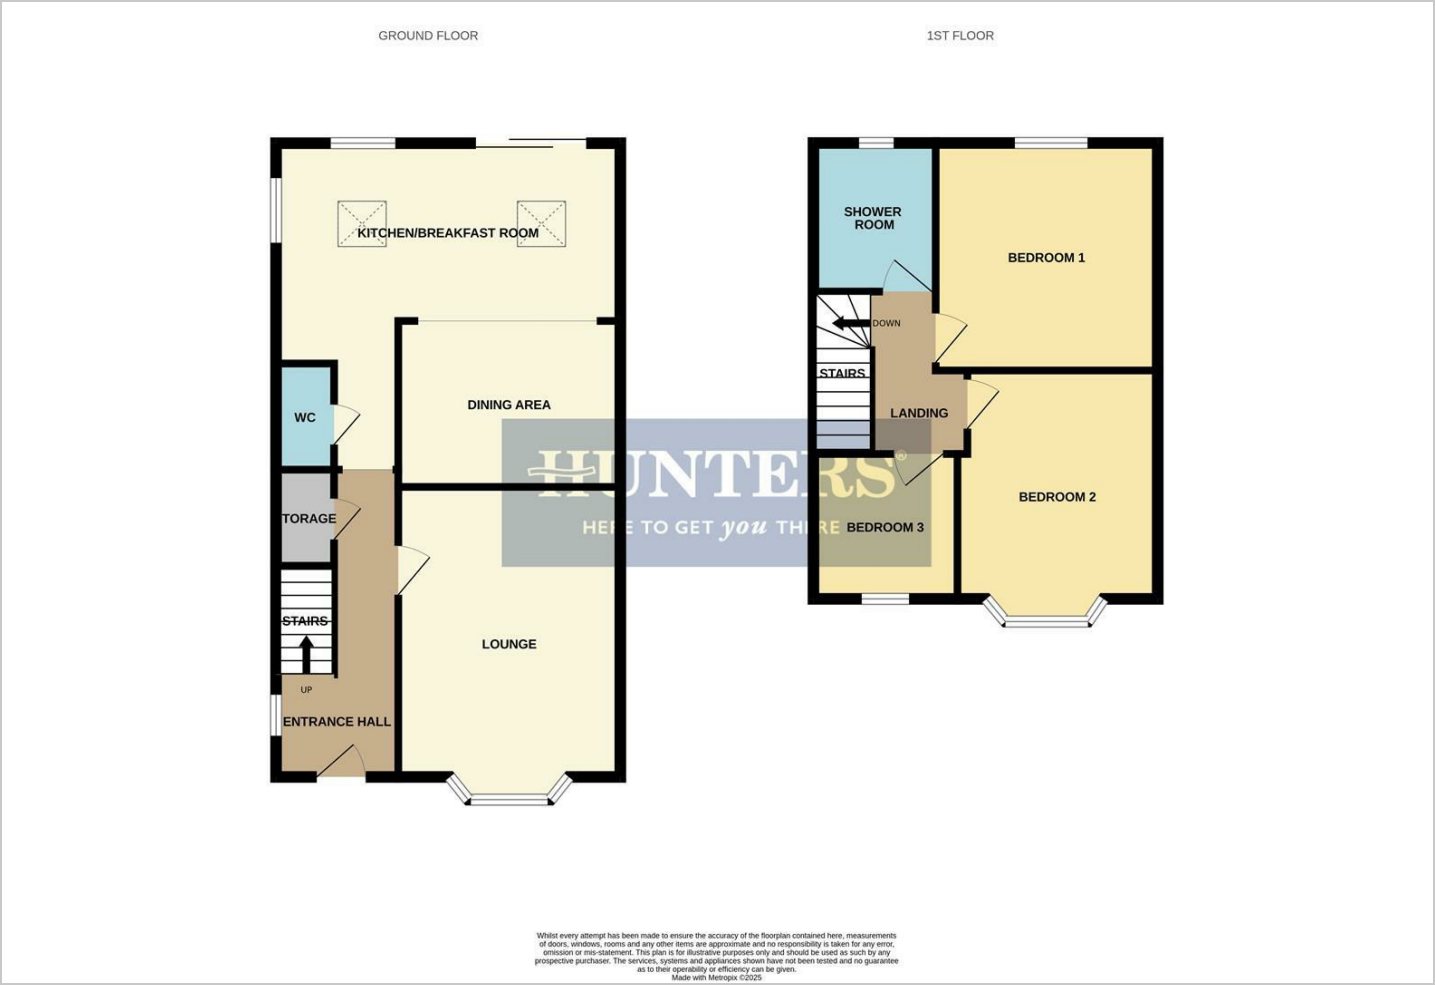 GROUND FLOOR
1ST FLOOR
KITCHEN/BREAKFAST ROOM
DINING AREA
WC
TORAGE
STAIRS
UP
ENTRANCE HALL
LOUNGE
SHOWER
ROOM
BEDROOM 1
DOWN
STAIRS
LANDING
BEDROOM 2
BEDROOM 3
HUNTERS®
HERE TO GET you THERE
Whilst every attempt has been made to ensure the accuracy of the floorplan contained here, measurements
of doors, windows, rooms and any other items are approximate and no responsibility is taken for any error,
omission or mis-statement. This plan is for illustrative purposes only and should be used as such by any
prospective purchaser. The services, systems and appliances shown have not been tested and no guarantee
as to their operability or efficiency can be given.
Made with Metropix ©2025